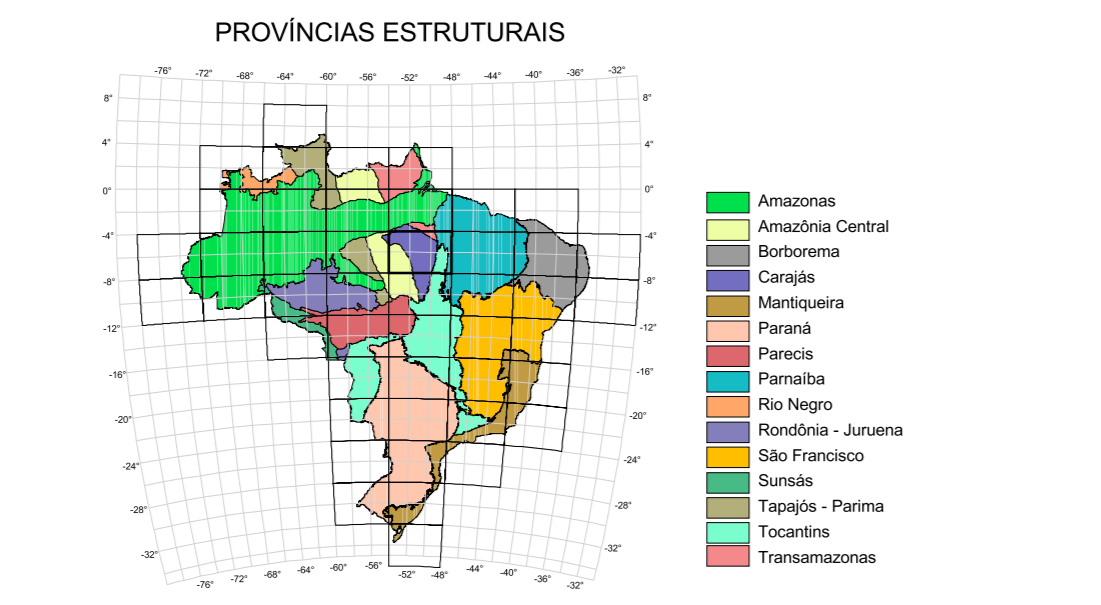 PROVÍNCIAS ESTRUTURAIS
-76° -72° -68° -64° -60° -56° -52° -48° -44° -40° -36° -32°
8° 8°
4° 4°
0° 0°
-4° -4°
-8° -8°
-12° -12°
-16° -16°
-20° -20°
-24° -24°
-28° -28°
-32° -32°
-76° -72° -68° -64° -60° -56° -52° -48° -44° -40° -36° -32°
Amazonas
Amazônia Central
Borborema
Carajás
Mantiqueira
Paraná
Parecis
Parnaíba
Rio Negro
Rondônia - Juruena
São Francisco
Sunsás
Tapajós - Parima
Tocantins
Transamazonas